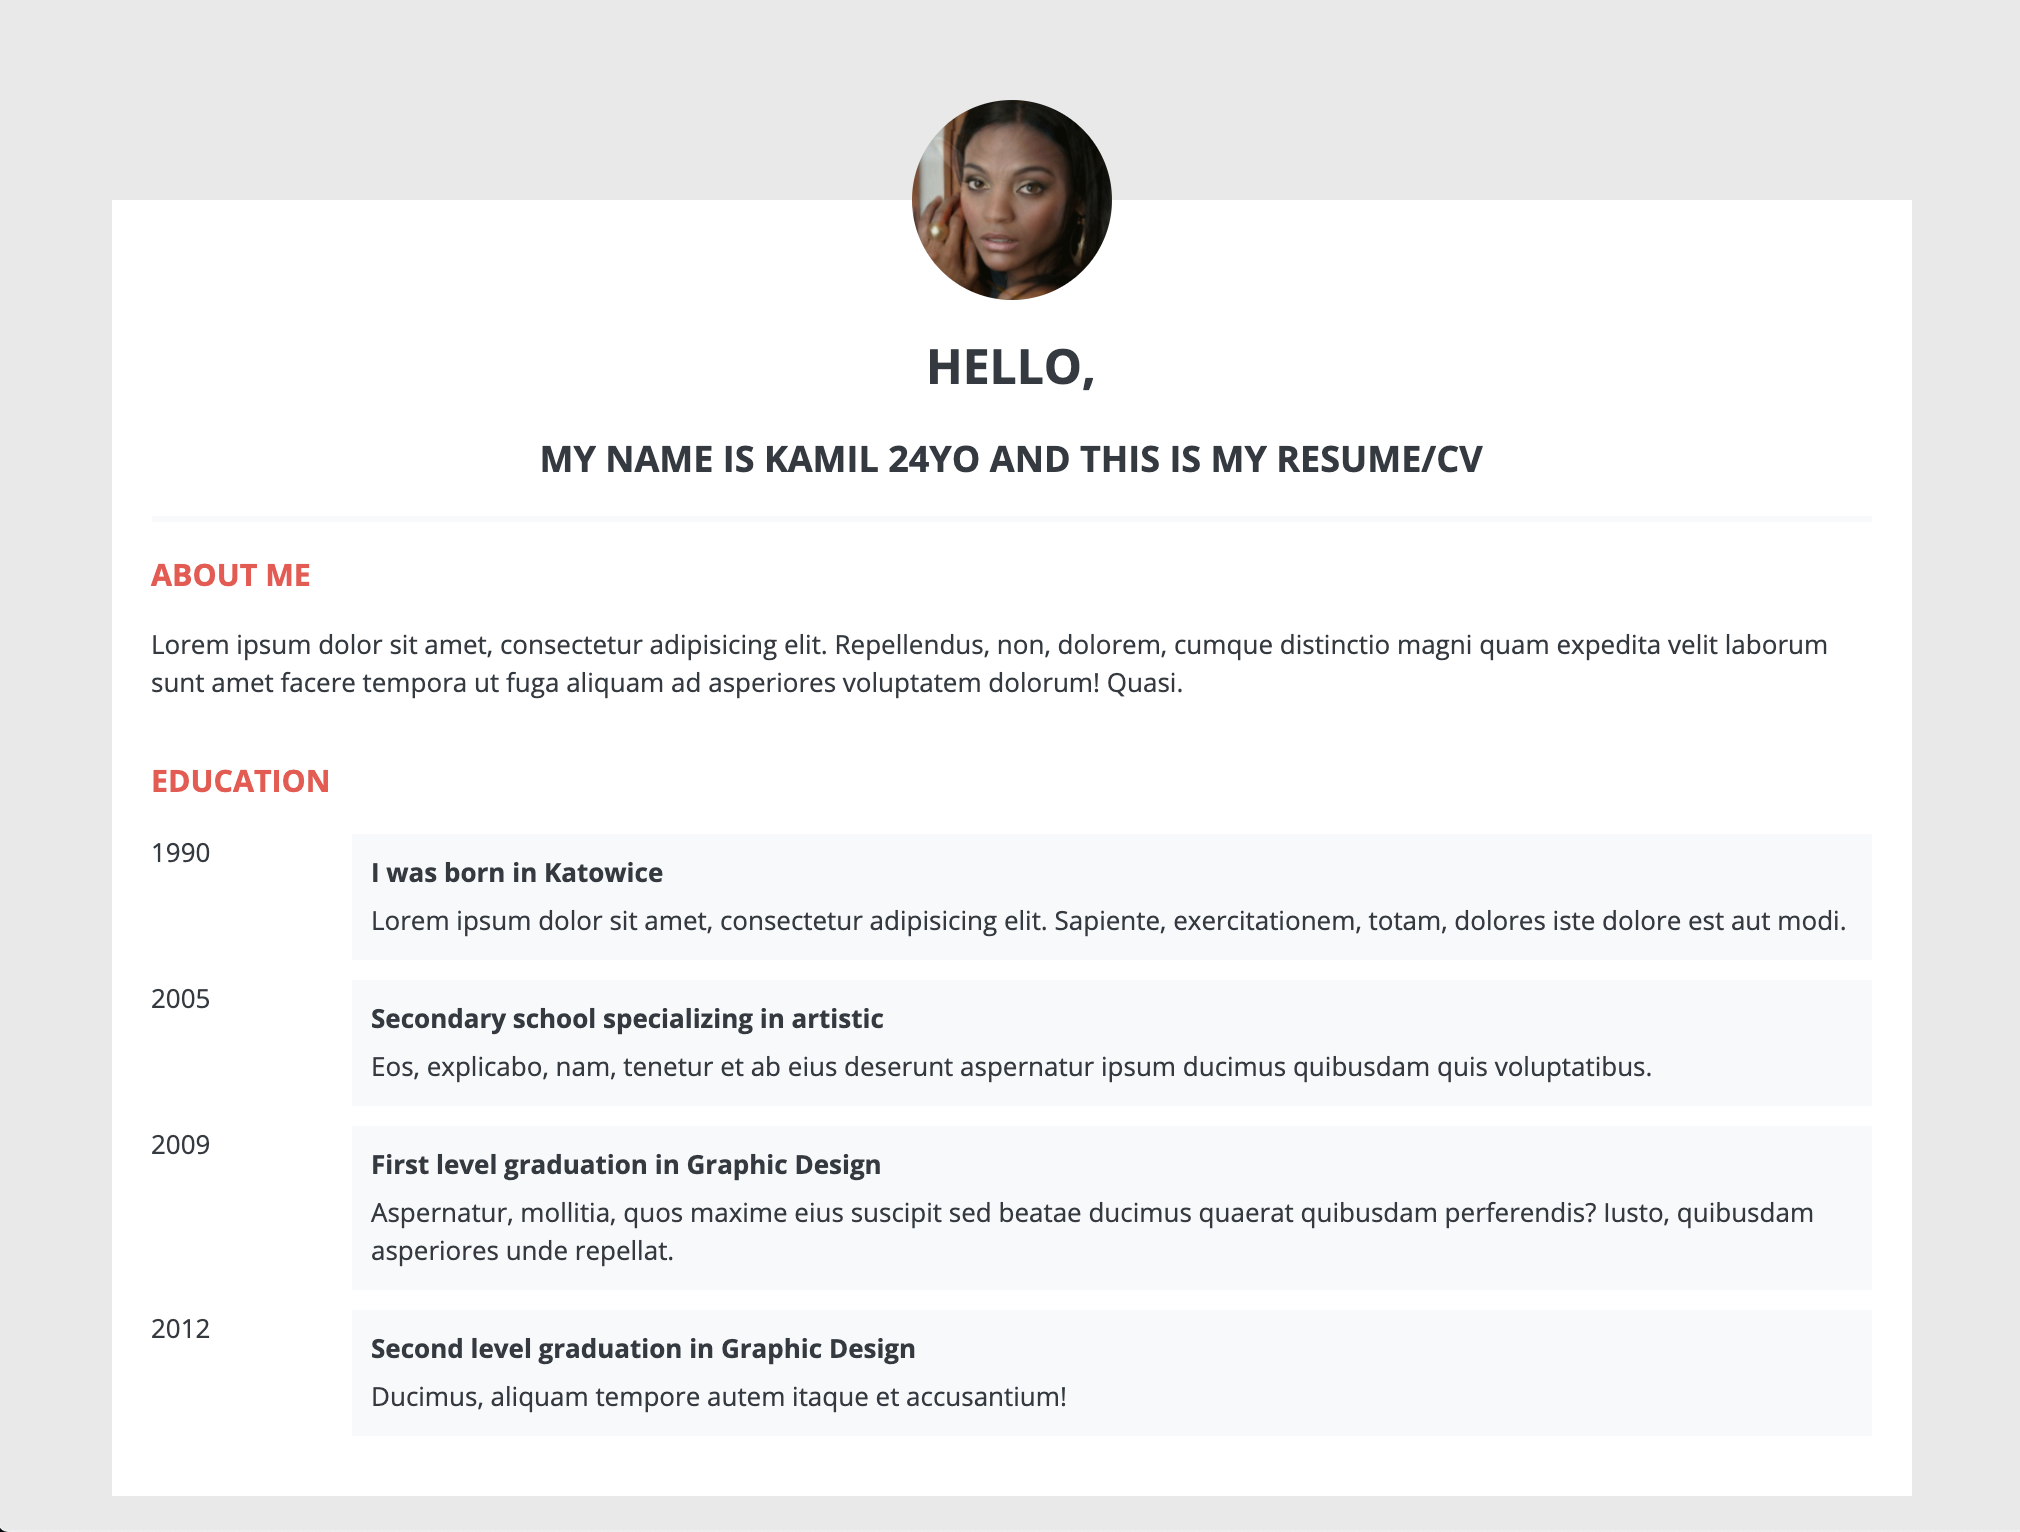 HELLO,
MY NAME IS KAMIL 24YO AND THIS IS MY RESUME/CV
ABOUT ME
Lorem ipsum dolor sit amet, consectetur adipisicing elit. Repellendus, non, dolorem, cumque distinctio magni quam expedita velit laborum
sunt amet facere tempora ut fuga aliquam ad asperiores voluptatem dolorum! Quasi.
EDUCATION
1990
I was born in Katowice
Lorem ipsum dolor sit amet, consectetur adipisicing elit. Sapiente, exercitationem, totam, dolores iste dolore est aut modi.
2005
Secondary school specializing in artistic
Eos, explicabo, nam, tenetur et ab eius deserunt aspernatur ipsum ducimus quibusdam quis voluptatibus.
2009
First level graduation in Graphic Design
Aspernatur, mollitia, quos maxime eius suscipit sed beatae ducimus quaerat quibusdam perferendis? Iusto, quibusdam
asperiores unde repellat.
2012
Second level graduation in Graphic Design
Ducimus, aliquam tempore autem itaque et accusantium!